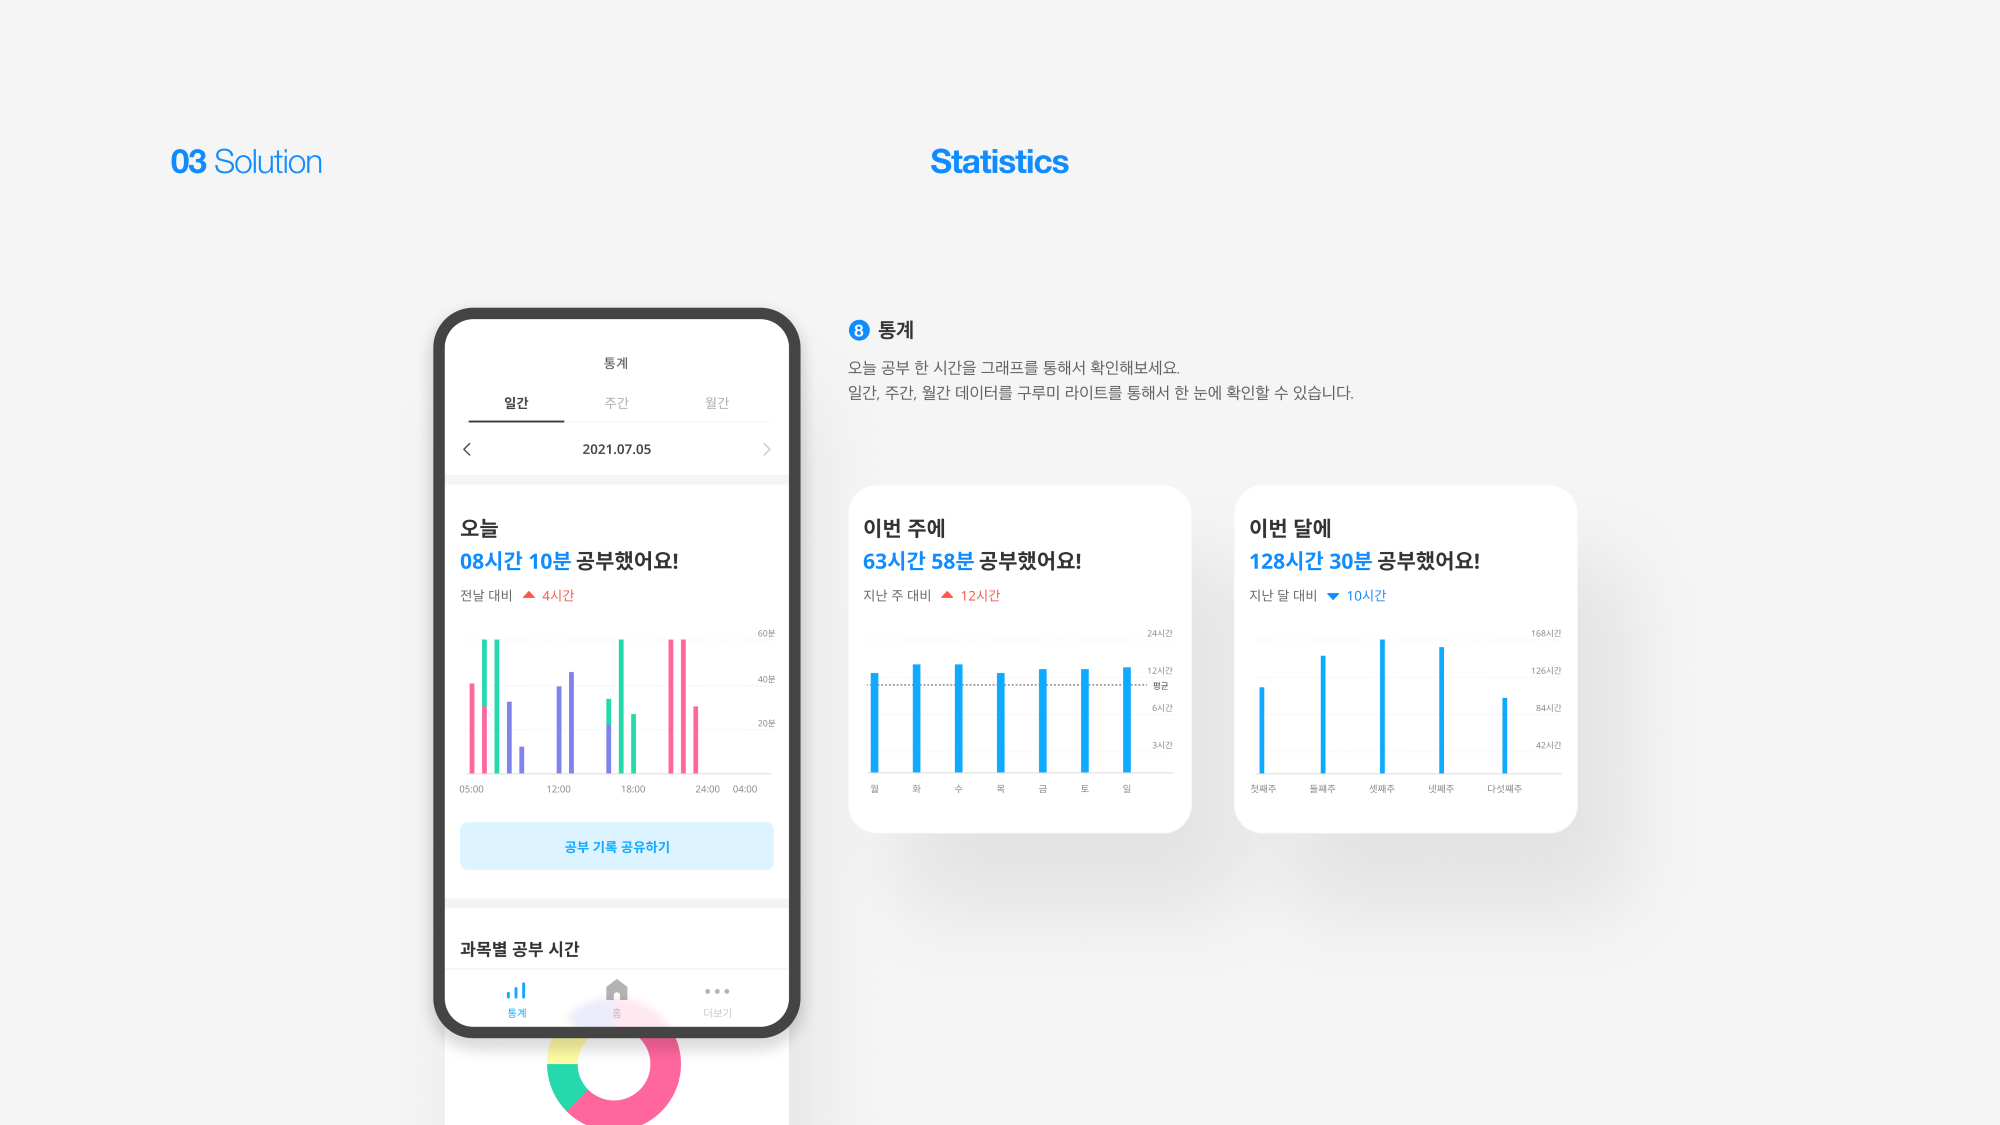 03 Solution
Statistics
통계
일간 주간 월간
2021.07.05
오늘
08시간 10분 공부했어요!
전날 대비 4시간
60분
40분
20분
05:00 12:00 18:00 24:00 04:00
공부 기록 공유하기
과목별 공부 시간
통계 홈 더보기
8 통계
오늘 공부 한 시간을 그래프를 통해서 확인해보세요.
일간, 주간, 월간 데이터를 구루미 라이트를 통해서 한 눈에 확인할 수 있습니다.
이번 주에
63시간 58분 공부했어요!
지난 주 대비 12시간
24시간
12시간
평균
6시간
3시간
월 화 수 목 금 토 일
이번 달에
128시간 30분 공부했어요!
지난 달 대비 10시간
168시간
126시간
84시간
42시간
첫째주 둘째주 셋째주 넷째주 다섯째주